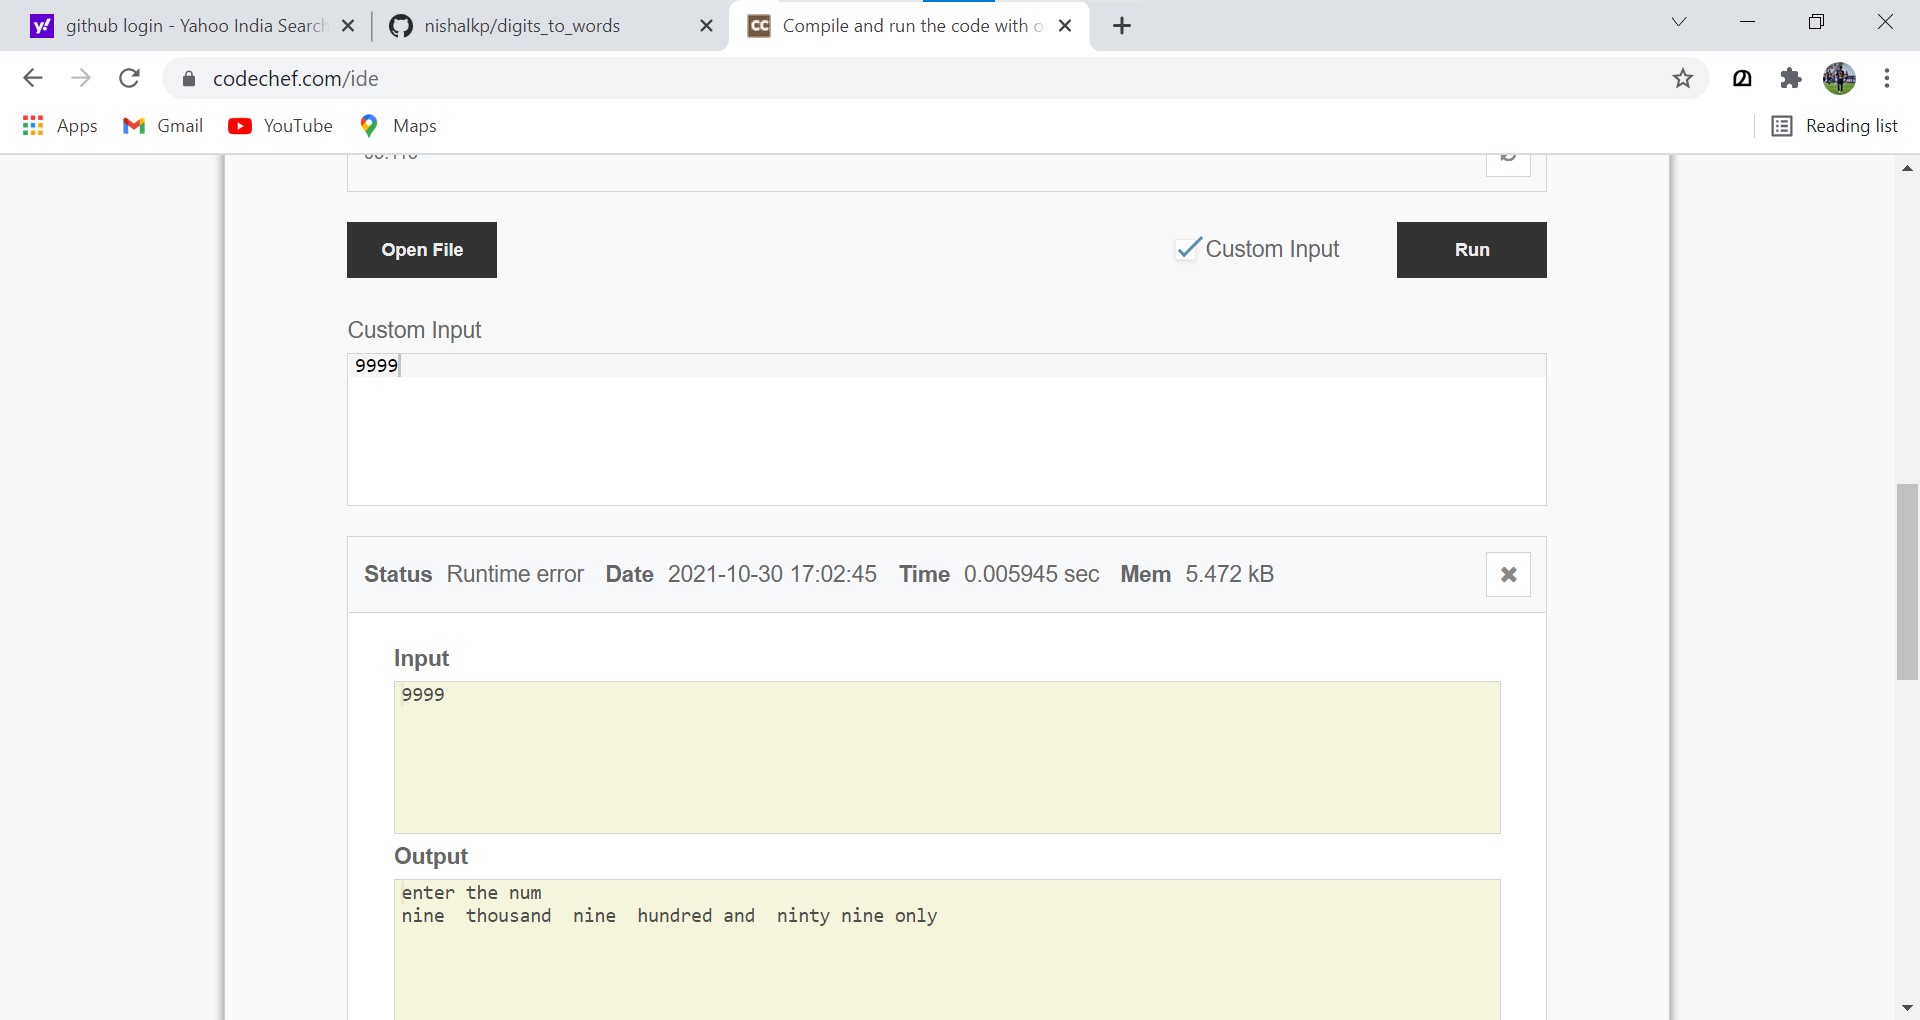 github login - Yahoo India Search
nishalkp/digits_to_words
CC
Compile and run the code with o
codechef.com/ide
Apps
Gmail
YouTube
Maps
Reading list
Open File
Custom Input
Run
Custom Input
9999
Status Runtime error Date 2021-10-30 17:02:45 Time 0.005945 sec Mem 5.472 kB
Input
9999
Output
enter the num
nine  thousand  nine  hundred and  ninty nine only